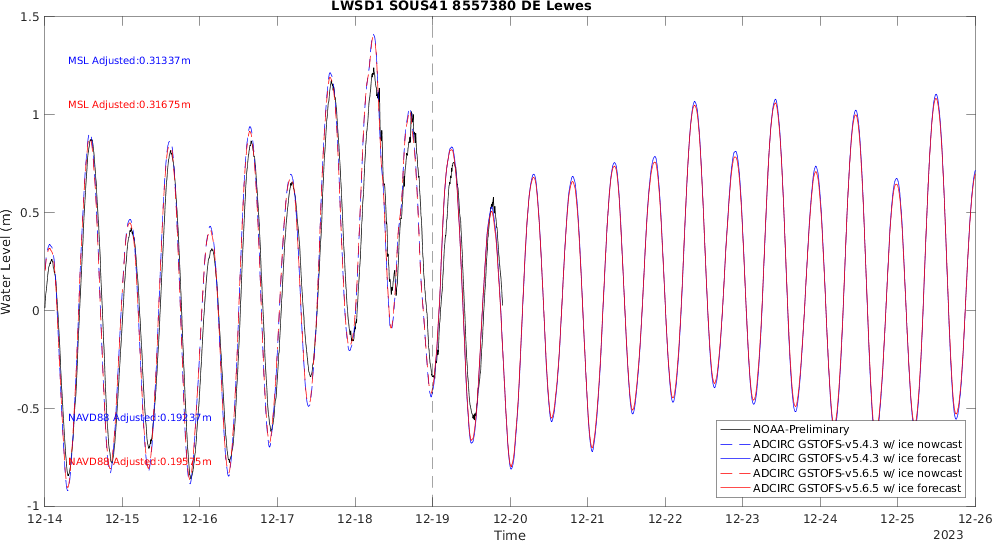 LWSD1 SOUS41 8557380 DE Lewes
1.5
1
0.5
0
-0.5
-1
Water Level (m)
MSL Adjusted:0.31337m
MSL Adjusted:0.31675m
NAVD88 Adjusted:0.19237m
NAVD88 Adjusted:0.19575m
NOAA-Preliminary
ADCIRC GSTOFS-v5.4.3 w/ ice nowcast
ADCIRC GSTOFS-v5.4.3 w/ ice forecast
ADCIRC GSTOFS-v5.6.5 w/ ice nowcast
ADCIRC GSTOFS-v5.6.5 w/ ice forecast
12-14 12-15 12-16 12-17 12-18 12-19 12-20 12-21 12-22 12-23 12-24 12-25 12-26
Time
2023